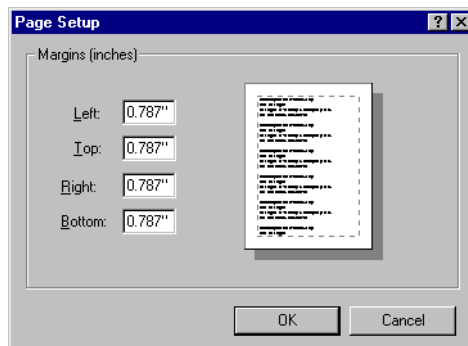 Page Setup
Margins (inches)
Left: 0.787"
Top: 0.787"
Right: 0.787"
Bottom: 0.787"
OK Cancel